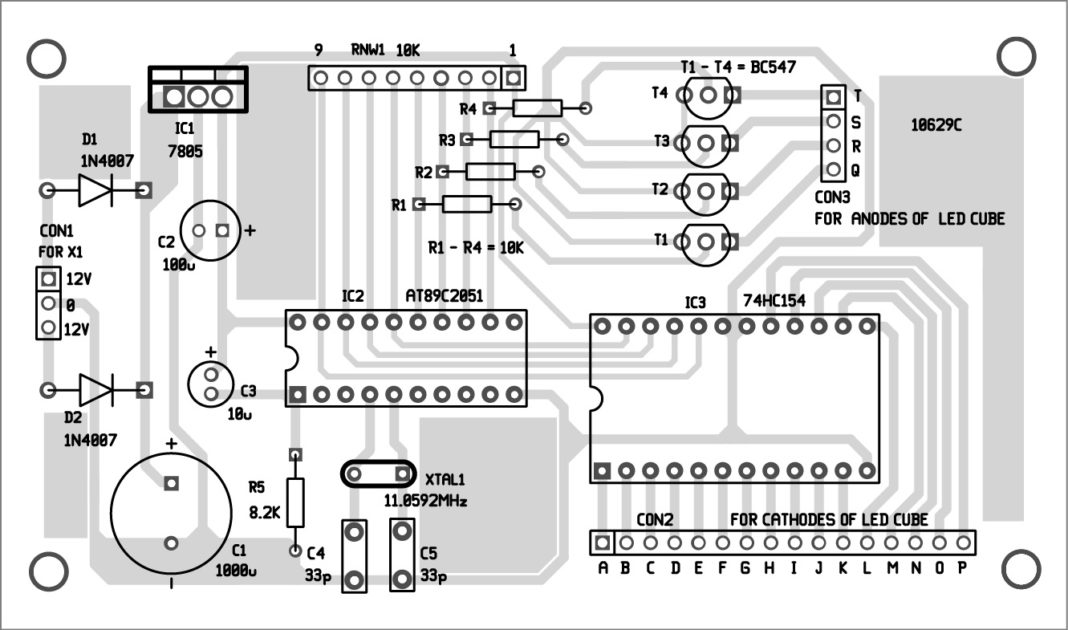 9 RNW1 10K 1
T1 - T4 = BC547
R4
T4
T
IC1
7805
S
10629C
D1
1N4007
R3
T3
R
R2
Q
T2
CON3
R1
FOR ANODES OF LED CUBE
CON1
FOR X1
C2
100u
+
R1 - R4 = 10K
T1
12V
0
12V
IC2
AT89C2051
IC3
74HC154
+
C3
10u
D2
1N4007
+
XTAL1
11.0592MHz
R5
8.2K
CON2
FOR CATHODES OF LED CUBE
C1
1000u
C4
33p
C5
33p
A B C D E F G H I J K L M N O P
–